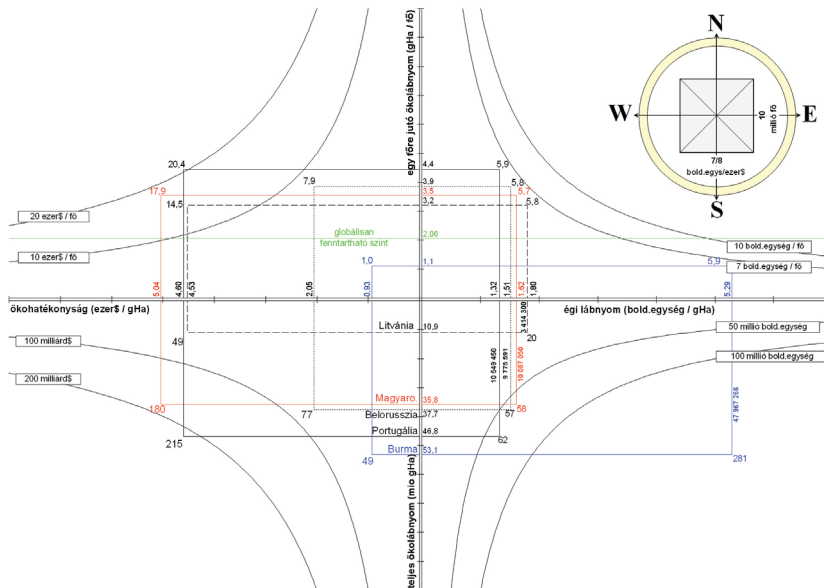 N
W
E
S
10
millió fő
7/8
bold.egys/ezer$
egy főre jutó ökolábnyom (gHa / fő)
20,4
4,4
5,9
7,9
3,9
5,8
17,9
3,5
5,7
14,5
3,2
5,8
20 ezer$ / fő
globálisan
fenntartható szint
2,06
10 bold.egység / fő
10 ezer$ / fő
1,0
1,1
5,9
7 bold.egység / fő
5,04
4,60
4,53
2,05
0,93
1,32
1,51
1,62
1,80
5,29
ökohatékonyság (ezer$ / gHa)
égi lábnyom (bold.egység / gHa)
3 414 300
Litvánia
10,9
20
50 millió bold.egység
49
100 milliárd$
100 millió bold.egység
10 549 450
9 775 591
10 087 050
47 967 266
200 milliárd$
Magyaro.
35,8
180
58
77
Belorusszia
37,7
57
Portugália
46,8
215
62
Burma
53,1
49
281
teljes ökolábnyom (mio gHa)